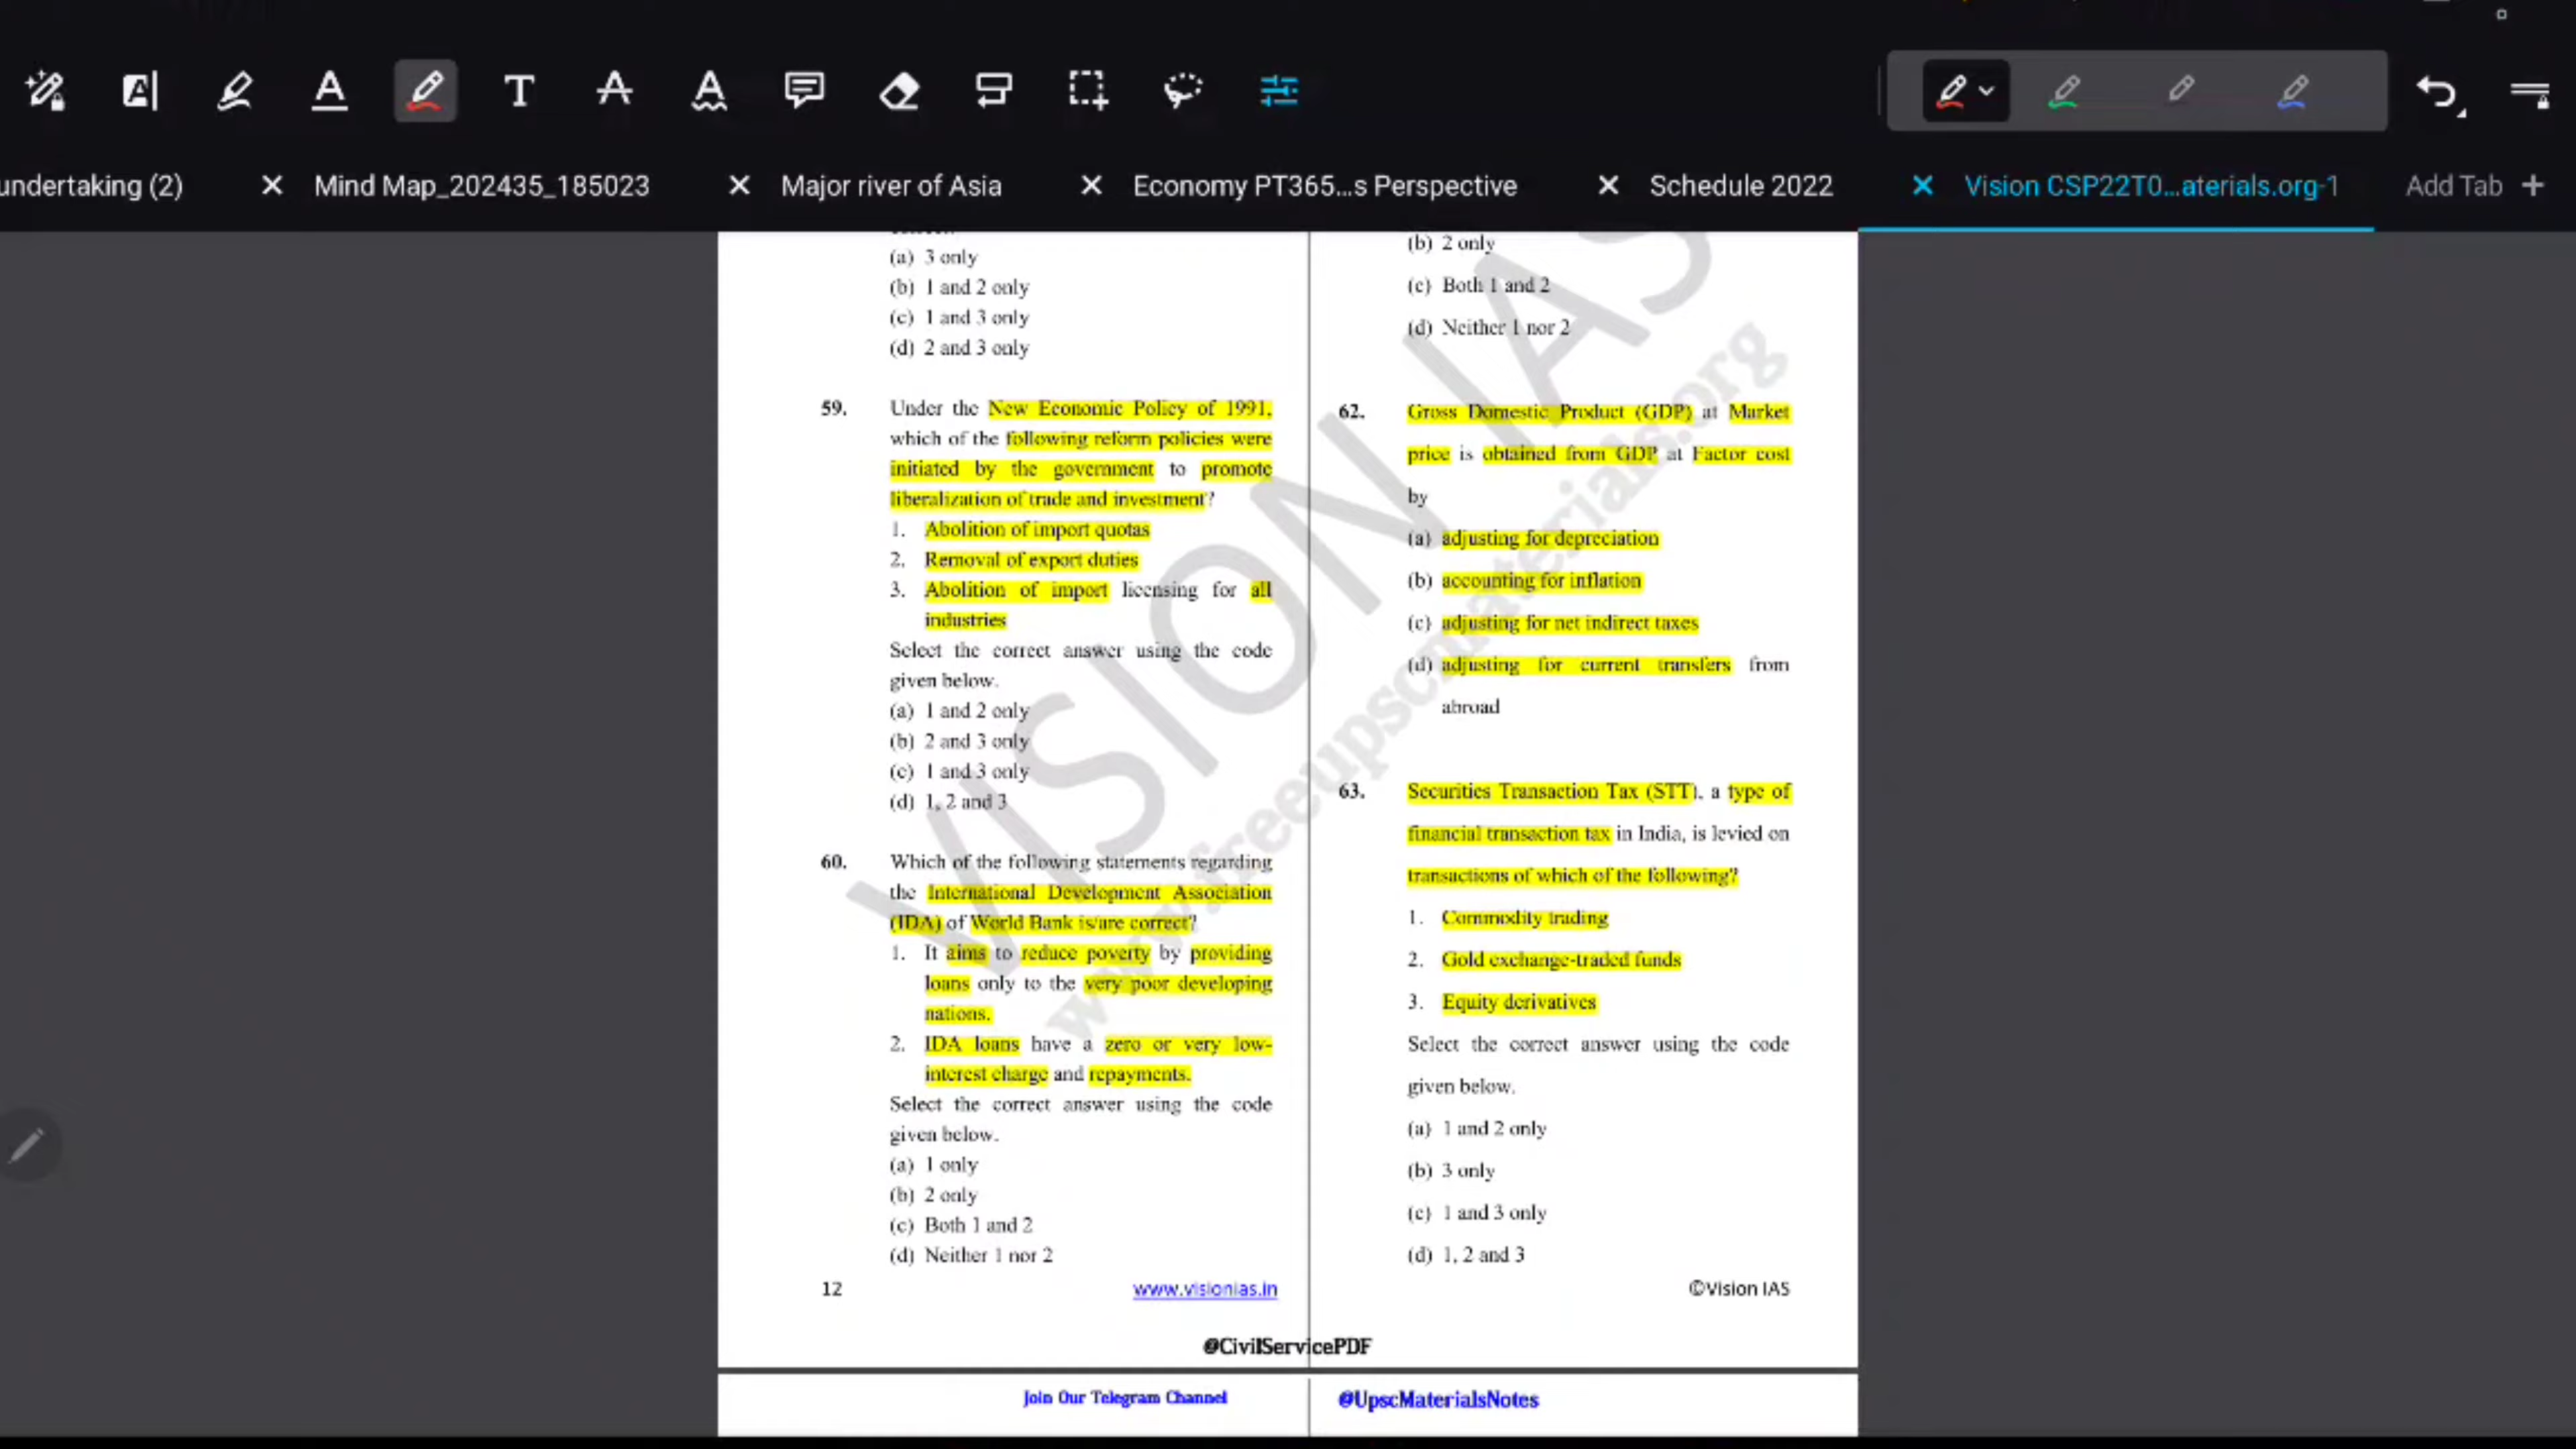 undertaking (2)
Mind Map_202435_185023
Major river of Asia
Economy PT365...s Perspective
Schedule 2022
Vision CSP22T0...aterials.org-1
Add Tab +
(a) 3 only
(b) 1 and 2 only
(c) 1 and 3 only
(d) 2 and 3 only
59. Under the New Economic Policy of 1991,
which of the following reform policies were
initiated by the government to promote
liberalization of trade and investment?
1. Abolition of import quotas
2. Removal of export duties
3. Abolition of import licensing for all
industries
Select the correct answer using the code
given below.
(a) 1 and 2 only
(b) 2 and 3 only
(c) 1 and 3 only
(d) 1, 2 and 3
60. Which of the following statements regarding
the International Development Association
(IDA) of World Bank is/are correct?
1. It aims to reduce poverty by providing
loans only to the very poor developing
nations.
2. IDA loans have a zero or very low-
interest charge and repayments.
Select the correct answer using the code
given below.
(a) 1 only
(b) 2 only
(c) Both 1 and 2
(d) Neither 1 nor 2
(b) 2 only
(c) Both 1 and 2
(d) Neither 1 nor 2
62. Gross Domestic Product (GDP) at Market
price is obtained from GDP at Factor cost
by
(a) adjusting for depreciation
(b) accounting for inflation
(c) adjusting for net indirect taxes
(d) adjusting for current transfers from
abroad
63. Securities Transaction Tax (STT), a type of
financial transaction tax in India, is levied on
transactions of which of the following?
1. Commodity trading
2. Gold exchange-traded funds
3. Equity derivatives
Select the correct answer using the code
given below.
(a) 1 and 2 only
(b) 3 only
(c) 1 and 3 only
(d) 1, 2 and 3
VISION IAS
www.freeupscmaterials.org
12
www.visionias.in
©Vision IAS
@CivilServicePDF
Join Our Telegram Channel
@UpscMaterialsNotes